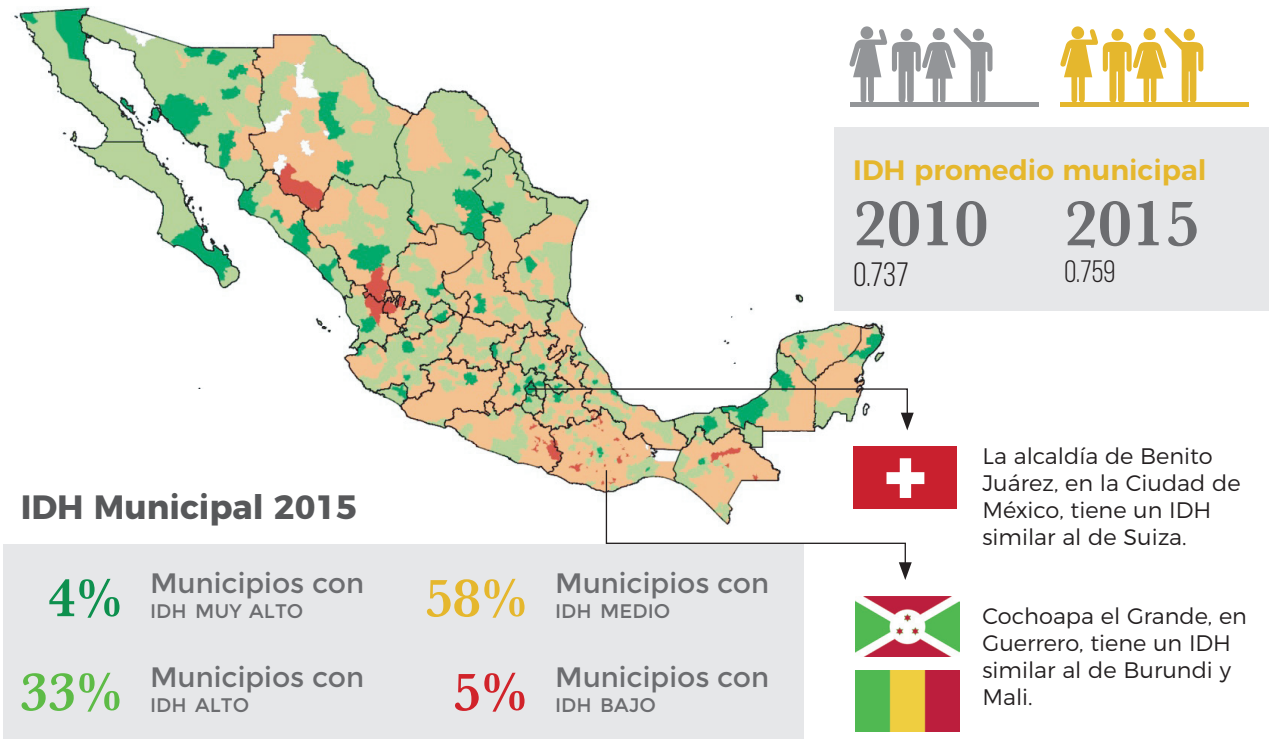 IDH promedio municipal
2010 2015
0.737 0.759
La alcaldía de Benito
Juárez, en la Ciudad de
México, tiene un IDH
similar al de Suiza.
IDH Municipal 2015
4% Municipios con
IDH MUY ALTO
58% Municipios con
IDH MEDIO
33% Municipios con
IDH ALTO
5% Municipios con
IDH BAJO
Cochoapa el Grande, en
Guerrero, tiene un IDH
similar al de Burundi y
Mali.